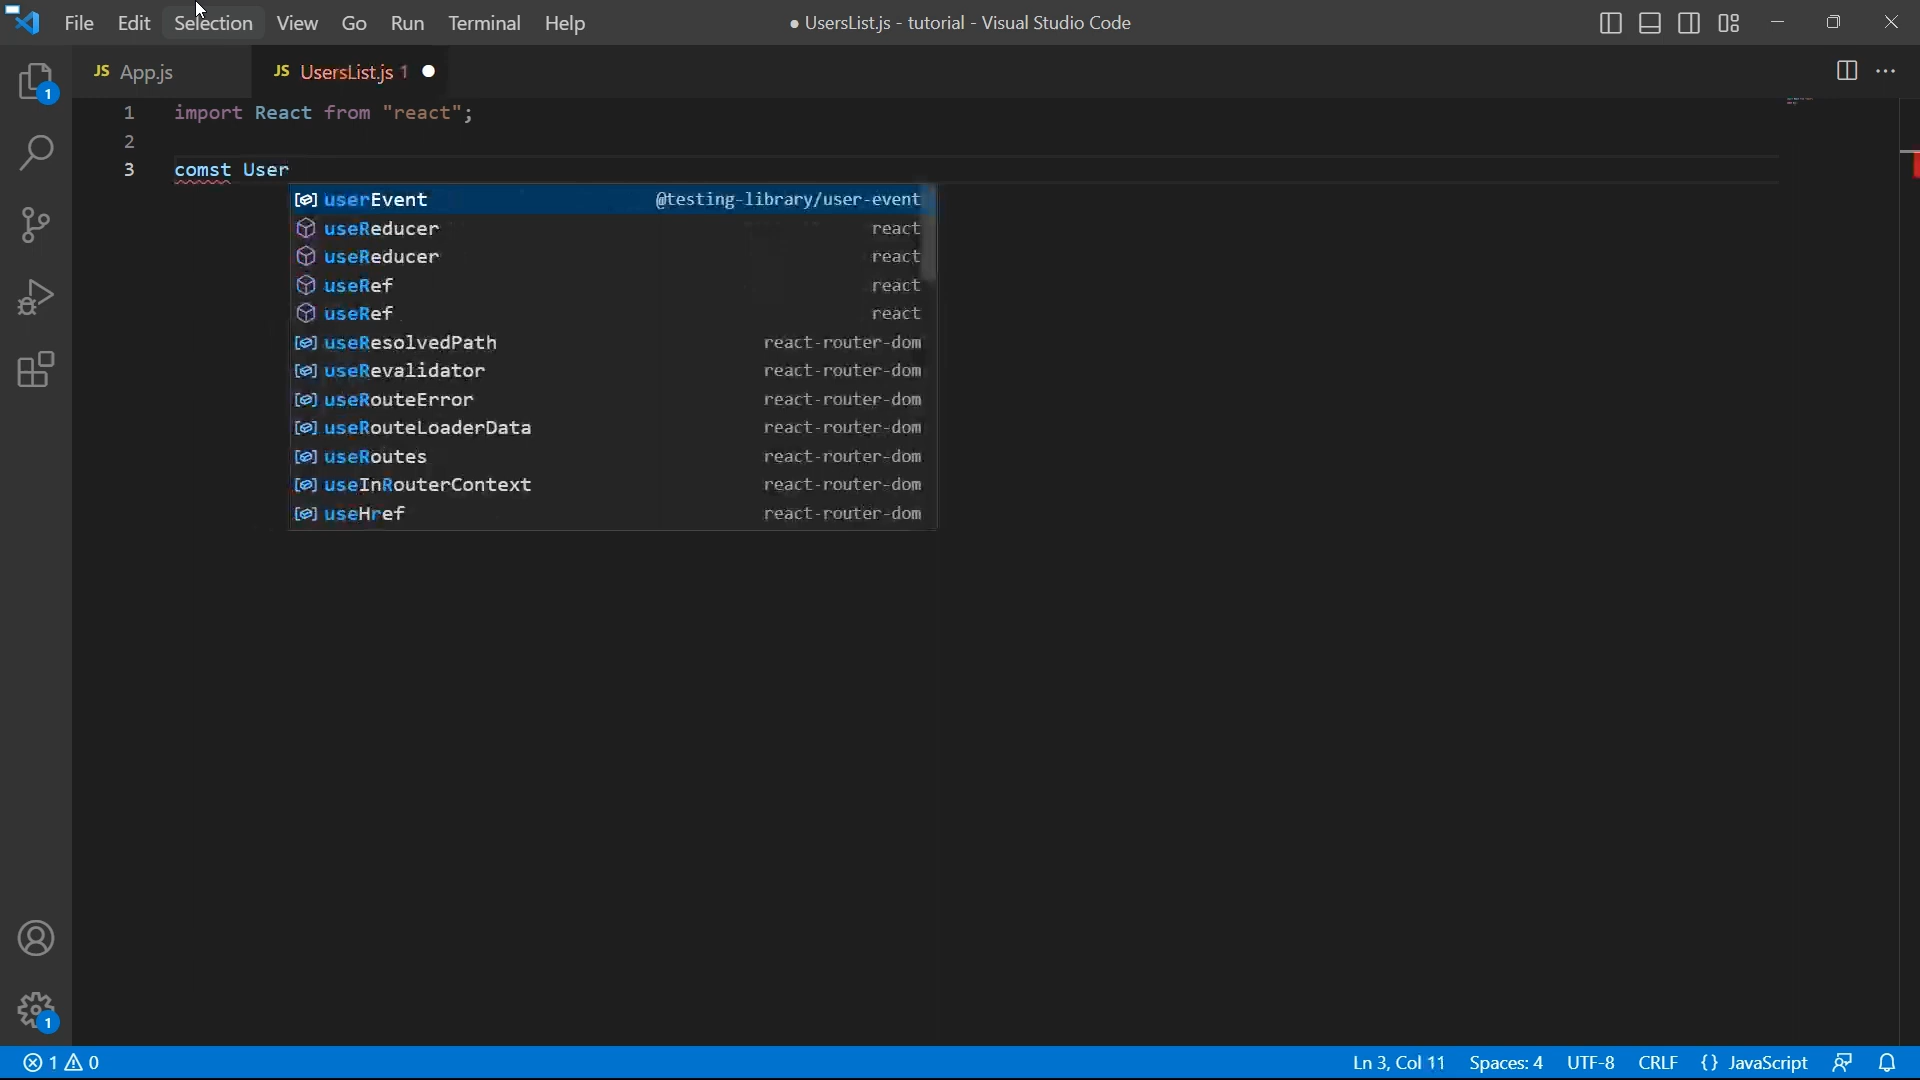 File Edit Selection View Go Run Terminal Help
● UsersList.js - tutorial - Visual Studio Code
JS App.js
JS UsersList.js 1
1 import React from "react";
2
3 comst User
userEvent @testing-library/user-event
useReducer react
useReducer react
useRef react
useRef react
useResolvedPath react-router-dom
useRevalidator react-router-dom
useRouteError react-router-dom
useRouteLoaderData react-router-dom
useRoutes react-router-dom
useInRouterContext react-router-dom
useHref react-router-dom
1
1
1 0
Ln 3, Col 11 Spaces: 4 UTF-8 CRLF {} JavaScript